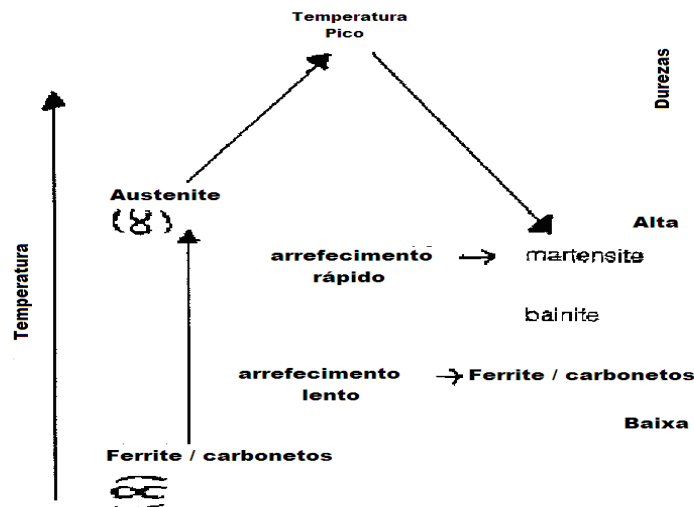 Temperatura
Pico
Durezas
Austenite
(γ)
Alta
arrefecimento
rápido
martensite
Temperatura
bainite
arrefecimento
lento
Ferrite / carbonetos
Baixa
Ferrite / carbonetos